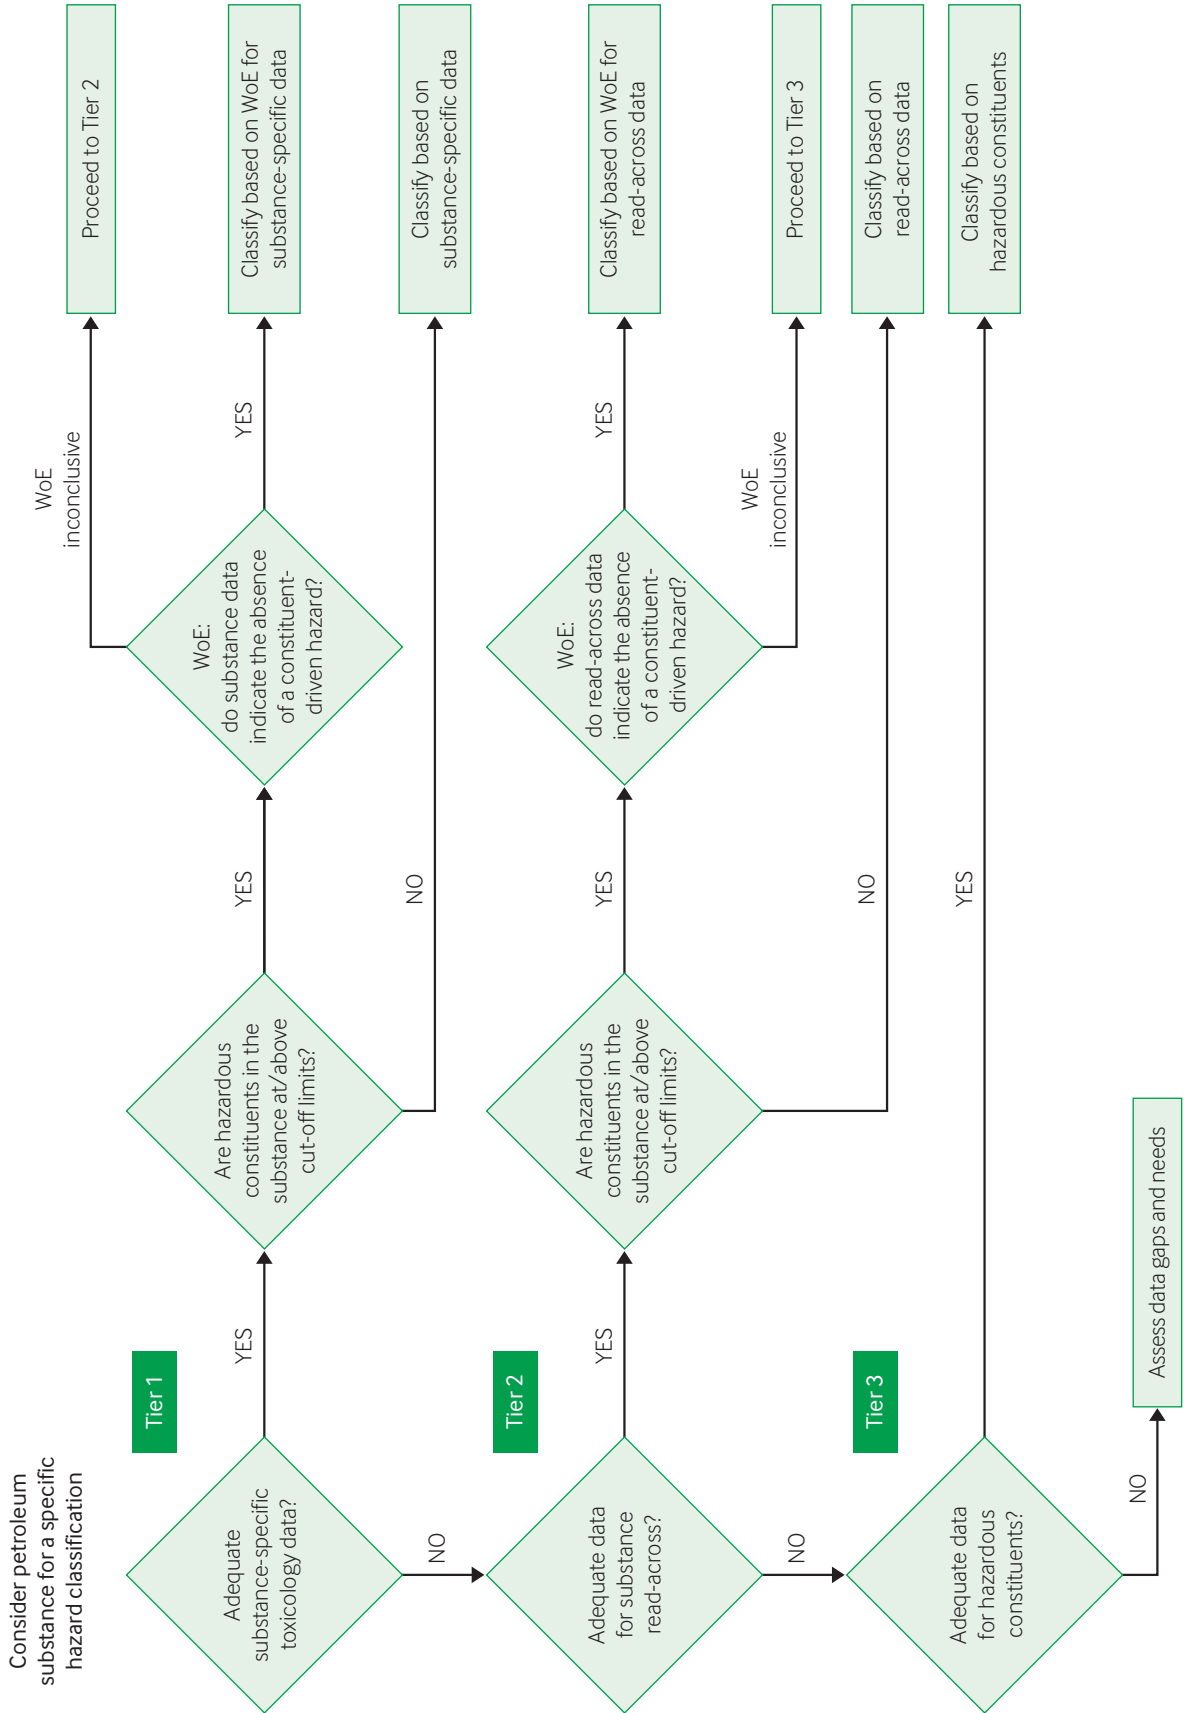 Consider petroleum
substance for a specific
hazard classification
Tier 1
Adequate
substance-specific
toxicology data?
YES
NO
Are hazardous
constituents in the
substance at/above
cut-off limits?
YES
NO
WoE:
do substance data
indicate the absence
of a constituent-
driven hazard?
WoE
inconclusive
YES
Proceed to Tier 2
Classify based on WoE for
substance-specific data
Classify based on
substance-specific data
Tier 2
Adequate data
for substance
read-across?
YES
NO
Are hazardous
constituents in the
substance at/above
cut-off limits?
YES
NO
WoE:
do read-across data
indicate the absence
of a constituent-
driven hazard?
YES
WoE
inconclusive
Classify based on WoE for
read-across data
Proceed to Tier 3
Classify based on
read-across data
Tier 3
Adequate data
for hazardous
constituents?
YES
NO
Classify based on
hazardous constituents
Assess data gaps and needs